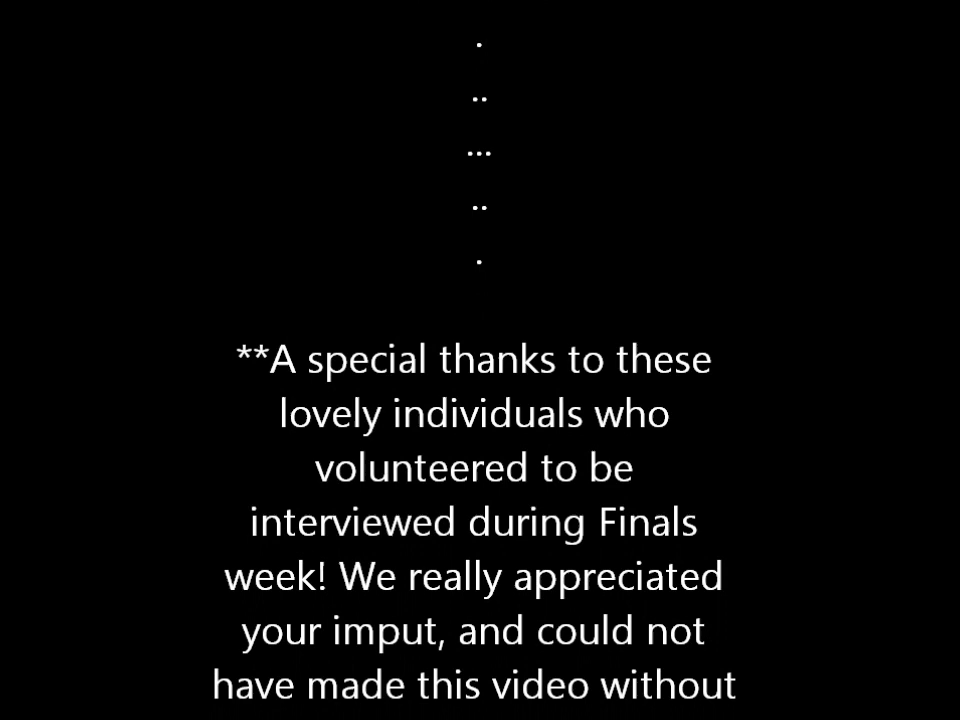 .
..
...
..
.
**A special thanks to these
lovely individuals who
volunteered to be
interviewed during Finals
week! We really appreciated
your imput, and could not
have made this video without